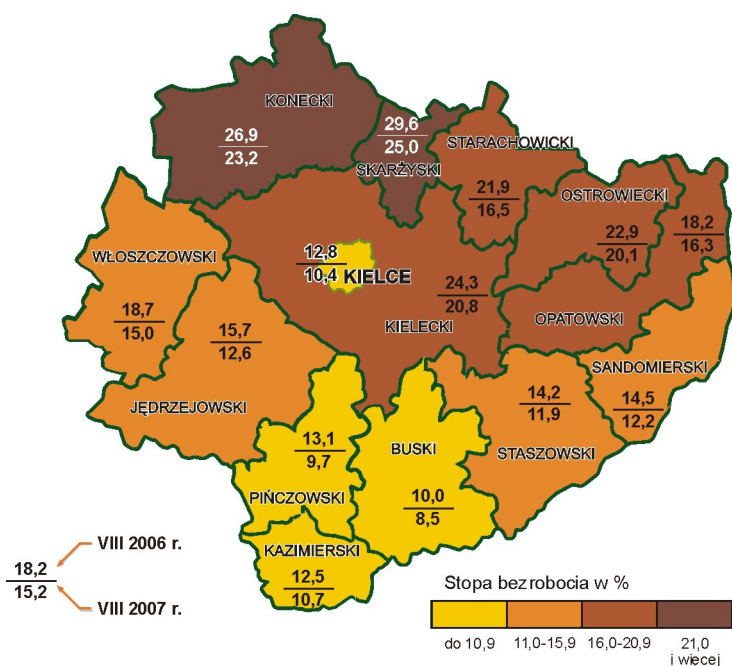 KONECKI
26,9
23,2
29,6
25,0
SKARŻYSKI
STARACHOWICKI
21,9
16,5
OSTROWIECKI
22,9
20,1
18,2
16,3
OPATOWSKI
WŁOSZCZOWSKI
18,7
15,0
12,8
10,4 KIELCE
24,3
20,8
KIELECKI
15,7
12,6
JĘDRZEJOWSKI
SANDOMIERSKI
14,5
12,2
14,2
11,9
STASZOWSKI
13,1
9,7
PIŃCZOWSKI
BUSKI
10,0
8,5
KAZIMIERSKI
12,5
10,7
VIII 2006 r.
18,2
15,2
VIII 2007 r.
Stopa bezrobocia w %
do 10,9
11,0-15,9
16,0-20,9
21,0
i wiecej